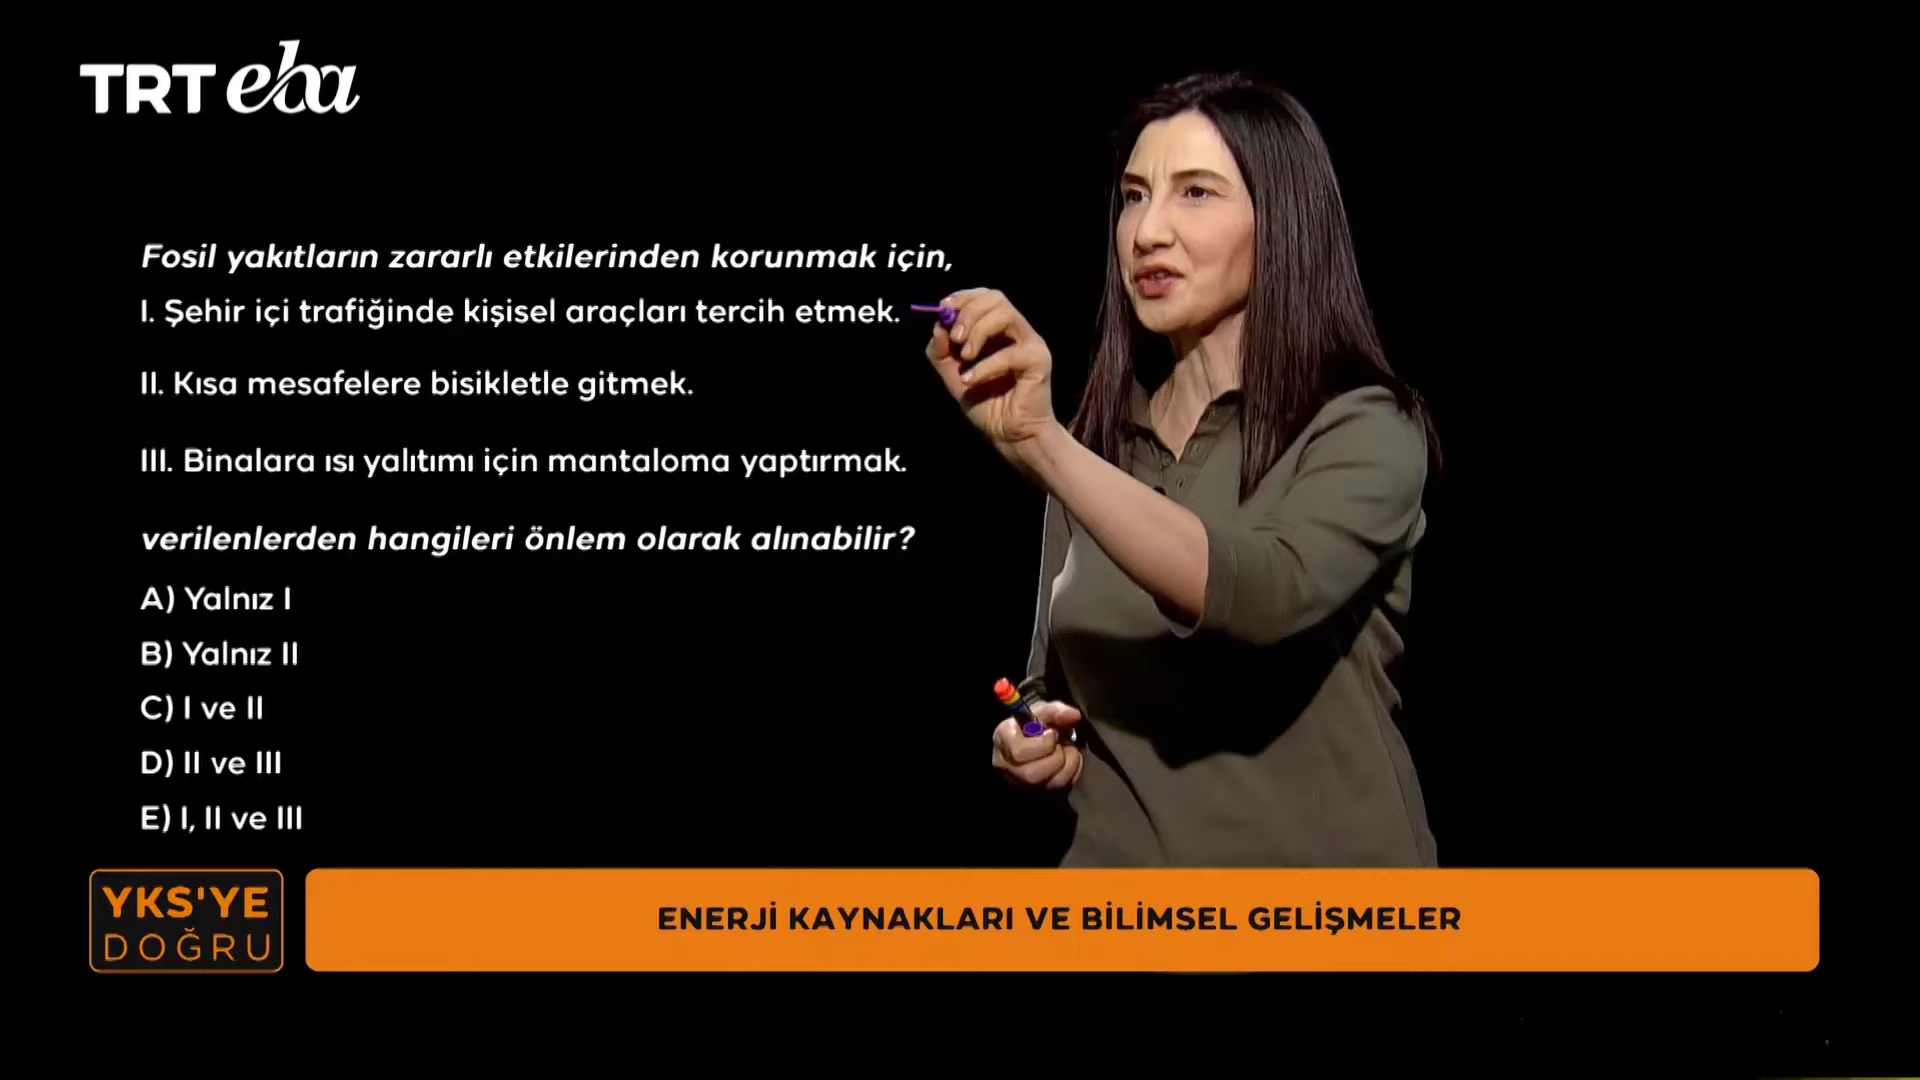 TRT eba
Fosil yakıtların zararlı etkilerinden korunmak için,
I. Şehir içi trafiğinde kişisel araçları tercih etmek.
II. Kısa mesafelere bisikletle gitmek.
III. Binalara ısı yalıtımı için mantaloma yaptırmak.
verilenlerden hangileri önlem olarak alınabilir?
A) Yalnız I
B) Yalnız II
C) I ve II
D) II ve III
E) I, II ve III
YKS'YE
DOĞRU
ENERJİ KAYNAKLARI VE BİLİMSEL GELİŞMELER